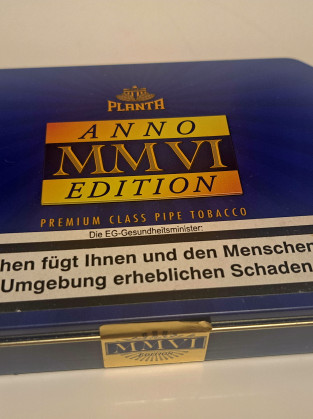 PLANTA
ANNO
MMVI
EDITION
PREMIUM CLASS PIPE TOBACCO
Die EG-Gesundheitsminister:
hen fügt Ihnen und den Menschen
Umgebung erheblichen Schaden
MMVI
EDITION